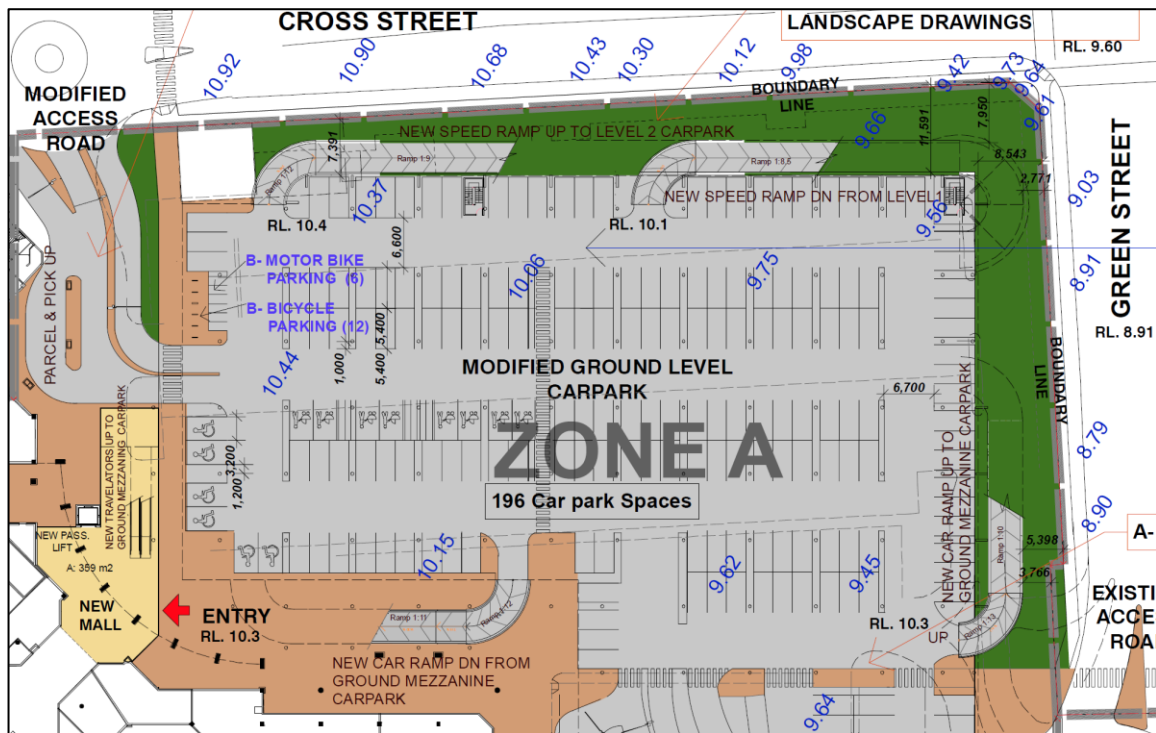 CROSS STREET
LANDSCAPE DRAWINGS
RL. 9.60
10.92
10.90
10.68
10.43
10.30
10.12
9.98
9.42
9.73
9.64
9.61
MODIFIED
ACCESS
ROAD
BOUNDARY
LINE
NEW SPEED RAMP UP TO LEVEL 2 CARPARK
7,391
9.66
11,591
7,950
8,543
2,771
Ramp 1:9
Ramp 1:8.5
Ramp 1:12
NEW SPEED RAMP DN FROM LEVEL1
10.37
RL. 10.4
RL. 10.1
9.56
9.03
GREEN STREET
6,600
B- MOTOR BIKE
PARKING (6)
10.06
9.75
8.91
B- BICYCLE
PARKING (12)
5,400
RL. 8.91
PARCEL & PICK UP
1,000
5,400
10.44
MODIFIED GROUND LEVEL
CARPARK
6,700
BOUNDARY
LINE
ZONE A
196 Car park Spaces
3,200
1,200
8.79
8.90
NEW TRAVELATORS UP TO
GROUND MEZZANING CARPARK
NEW CAR RAMP UP TO
GROUND MEZZANINE CARPARK
NEW PASS.
LIFT
A: 359 m2
10.15
Ramp 1:10
5,398
A-
9.62
9.45
3,766
NEW
MALL
ENTRY
RL. 10.3
Ramp 1:11
Ramp 1:12
RL. 10.3
UP
Ramp 1:13
EXISTI
ACCE
ROA
NEW CAR RAMP DN FROM
GROUND MEZZANINE
CARPARK
9.64